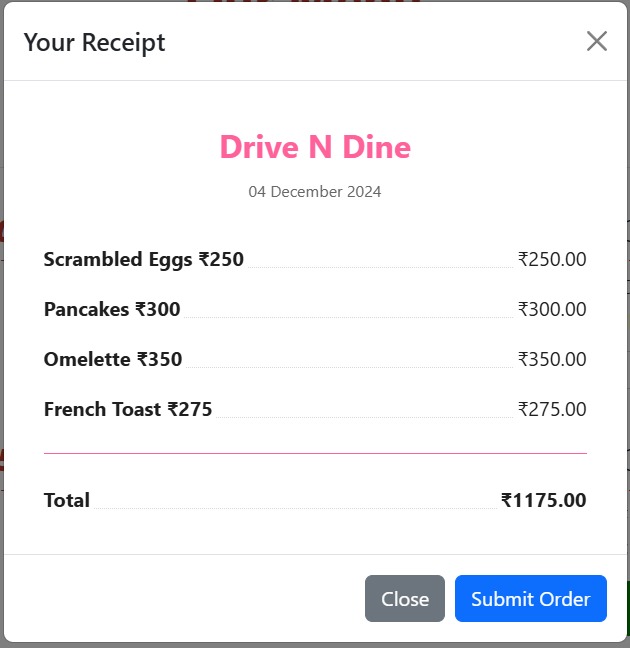 Your Receipt
Drive N Dine
04 December 2024
Scrambled Eggs ₹250 ₹250.00
Pancakes ₹300 ₹300.00
Omelette ₹350 ₹350.00
French Toast ₹275 ₹275.00
Total ₹1175.00
Close Submit Order